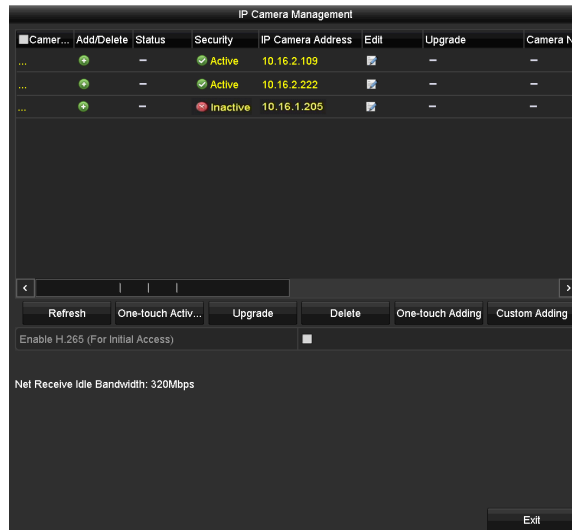 IP Camera Management
Camer... Add/Delete Status Security IP Camera Address Edit Upgrade Camera N
... – Active 10.16.2.109 –
... – Active 10.16.2.222 –
... – Inactive 10.16.1.205 –
Refresh One-touch Activ... Upgrade Delete One-touch Adding Custom Adding
Enable H.265 (For Initial Access)
Net Receive Idle Bandwidth: 320Mbps
Exit